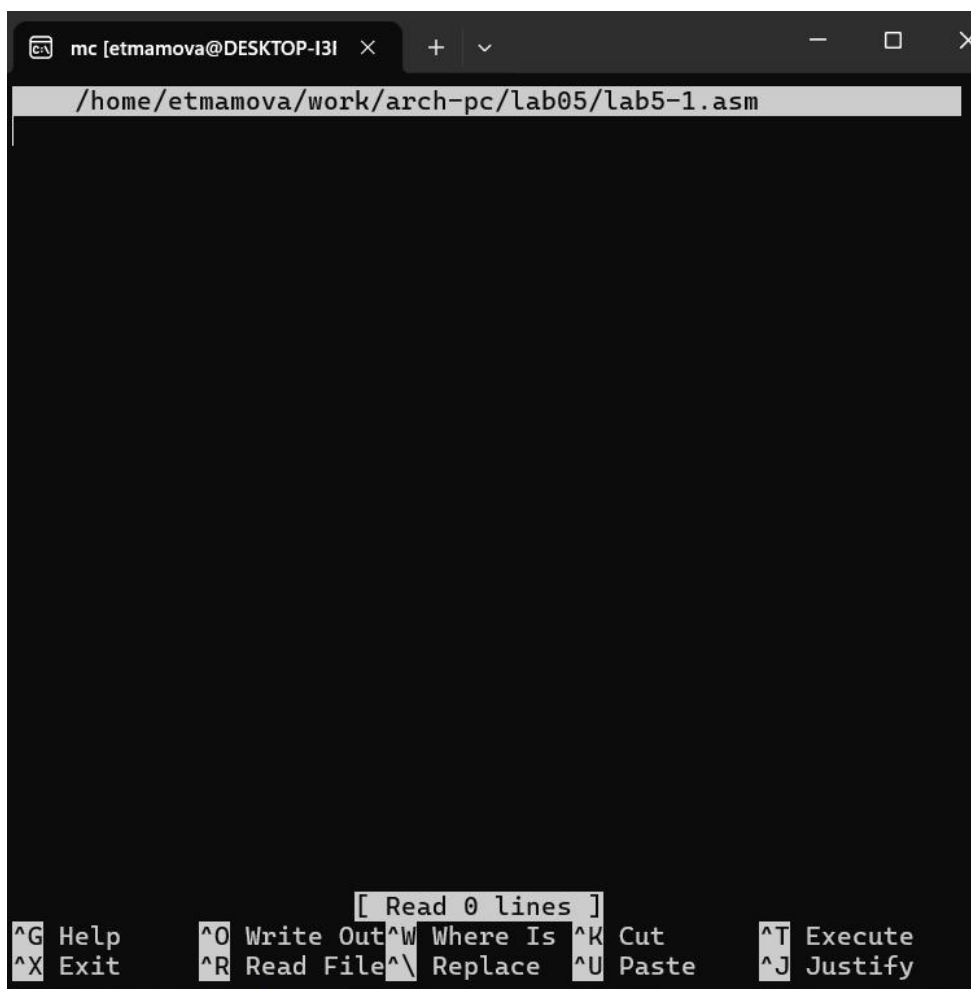 mc [etmamova@DESKTOP-I3I
/home/etmamova/work/arch-pc/lab05/lab5-1.asm
[ Read 0 lines ]
^G Help ^O Write Out^W Where Is ^K Cut ^T Execute
^X Exit ^R Read File^\ Replace ^U Paste ^J Justify